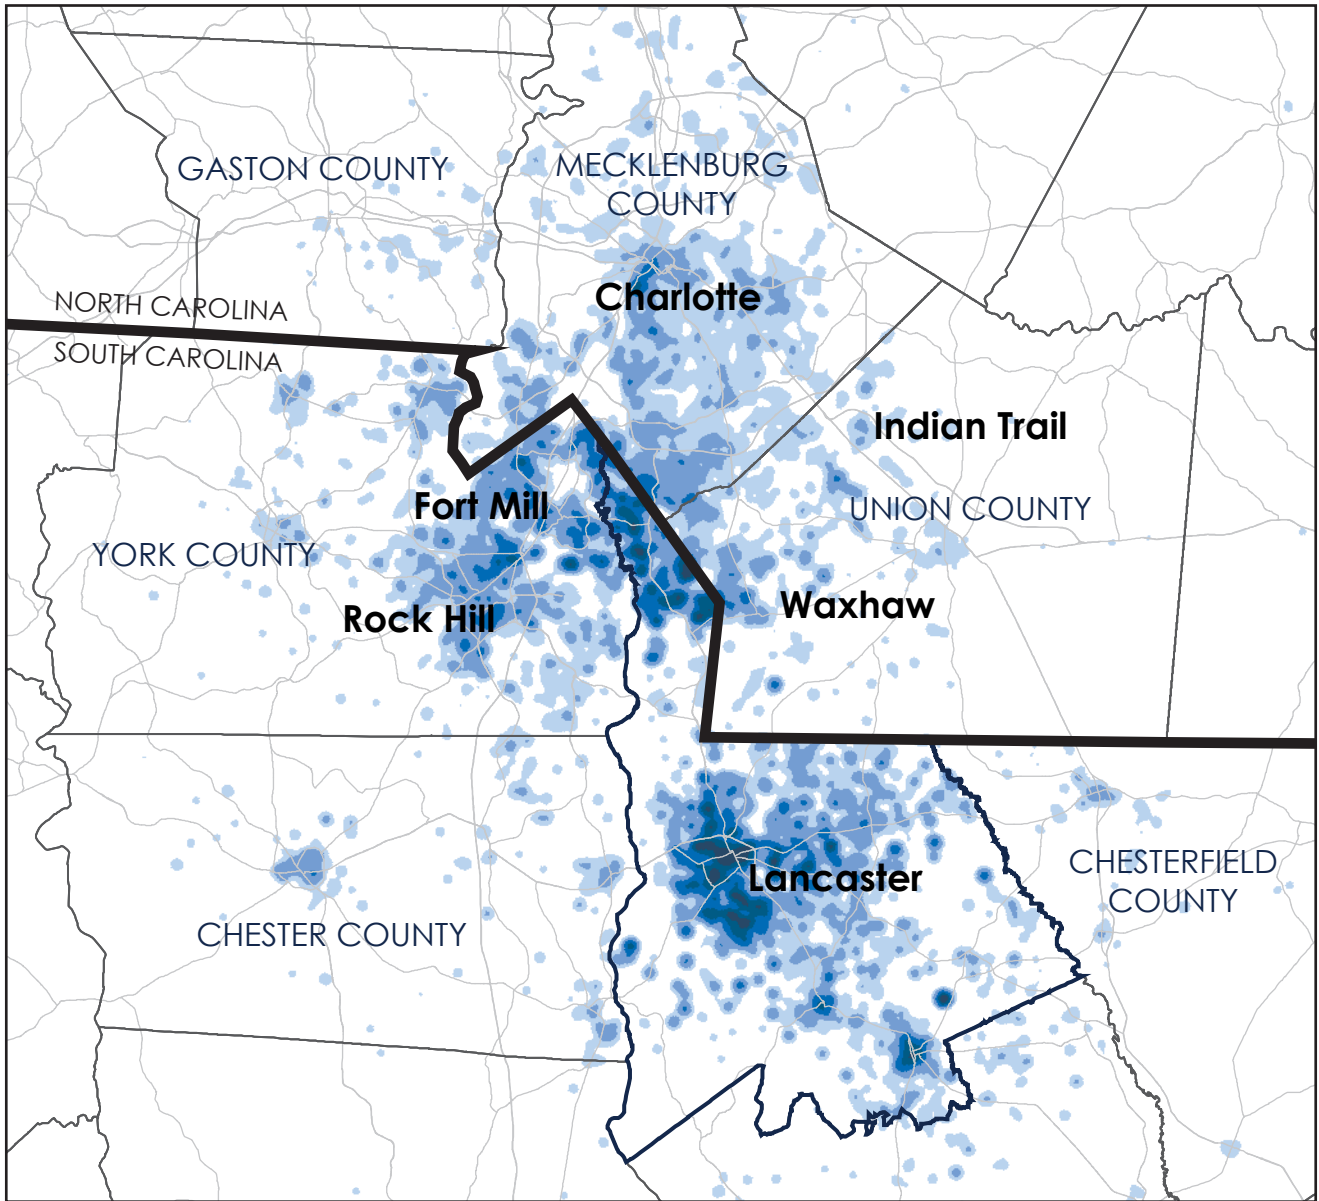 GASTON COUNTY
MECKLENBURG
COUNTY
Charlotte
NORTH CAROLINA
SOUTH CAROLINA
Indian Trail
Fort Mill
UNION COUNTY
YORK COUNTY
Rock Hill
Waxhaw
Lancaster
CHESTERFIELD
COUNTY
CHESTER COUNTY